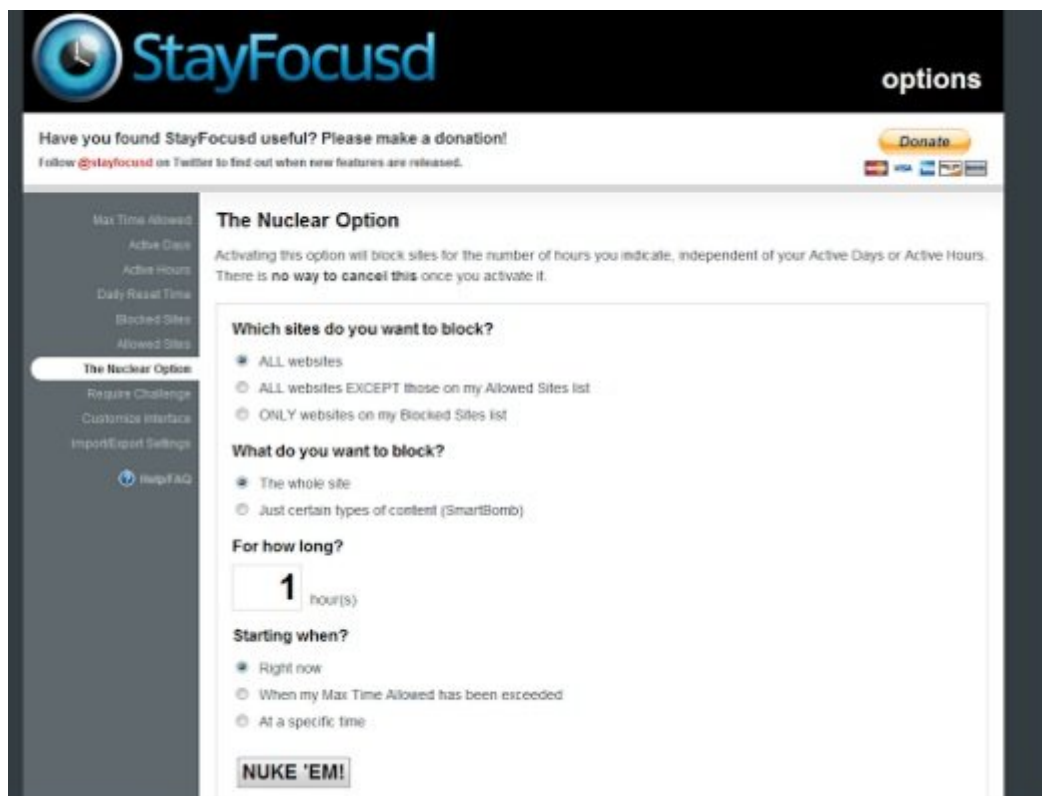 StayFocusd
options
Have you found StayFocusd useful? Please make a donation!
Donate
Follow @stayfocusd on Twitter to find out when new features are released.
VISA
Max Time Allowed
Active Days
Active Hours
Daily Reset Time
Blocked Sites
Allowed Sites
The Nuclear Option
Require Challenge
Customize Interface
Import/Export Settings
? Help/FAQ
The Nuclear Option
Activating this option will block sites for the number of hours you indicate, independent of your Active Days or Active Hours.
There is no way to cancel this once you activate it.
Which sites do you want to block?
ALL websites
ALL websites EXCEPT those on my Allowed Sites list
ONLY websites on my Blocked Sites list
What do you want to block?
The whole site
Just certain types of content (SmartBomb)
For how long?
1 hour(s)
Starting when?
Right now
When my Max Time Allowed has been exceeded
At a specific time
NUKE 'EM!